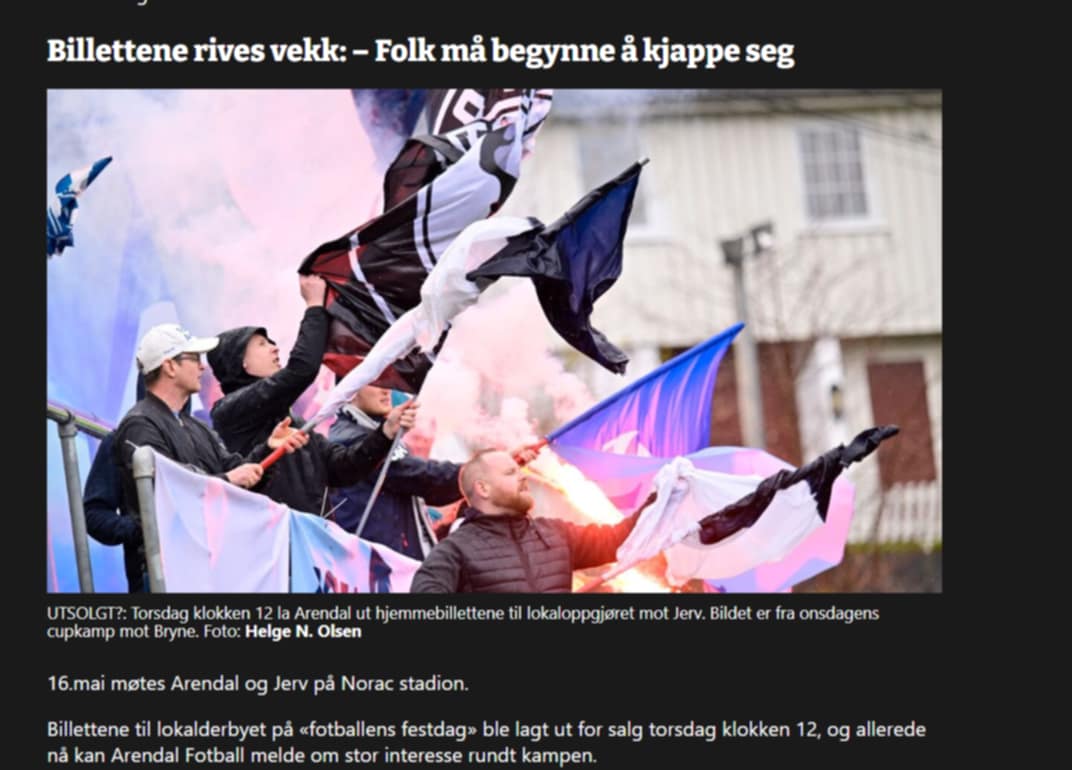 Billettene rives vekk: – Folk må begynne å kjappe seg
UTSOLGT?: Torsdag klokken 12 la Arendal ut hjemmebillettene til lokaloppgjøret mot Jerv. Bildet er fra onsdagens
cupkamp mot Bryne. Foto: Helge N. Olsen
16.mai møtes Arendal og Jerv på Norac stadion.
Billettene til lokalderbyet på «fotballens festdag» ble lagt ut for salg torsdag klokken 12, og allerede
nå kan Arendal Fotball melde om stor interesse rundt kampen.